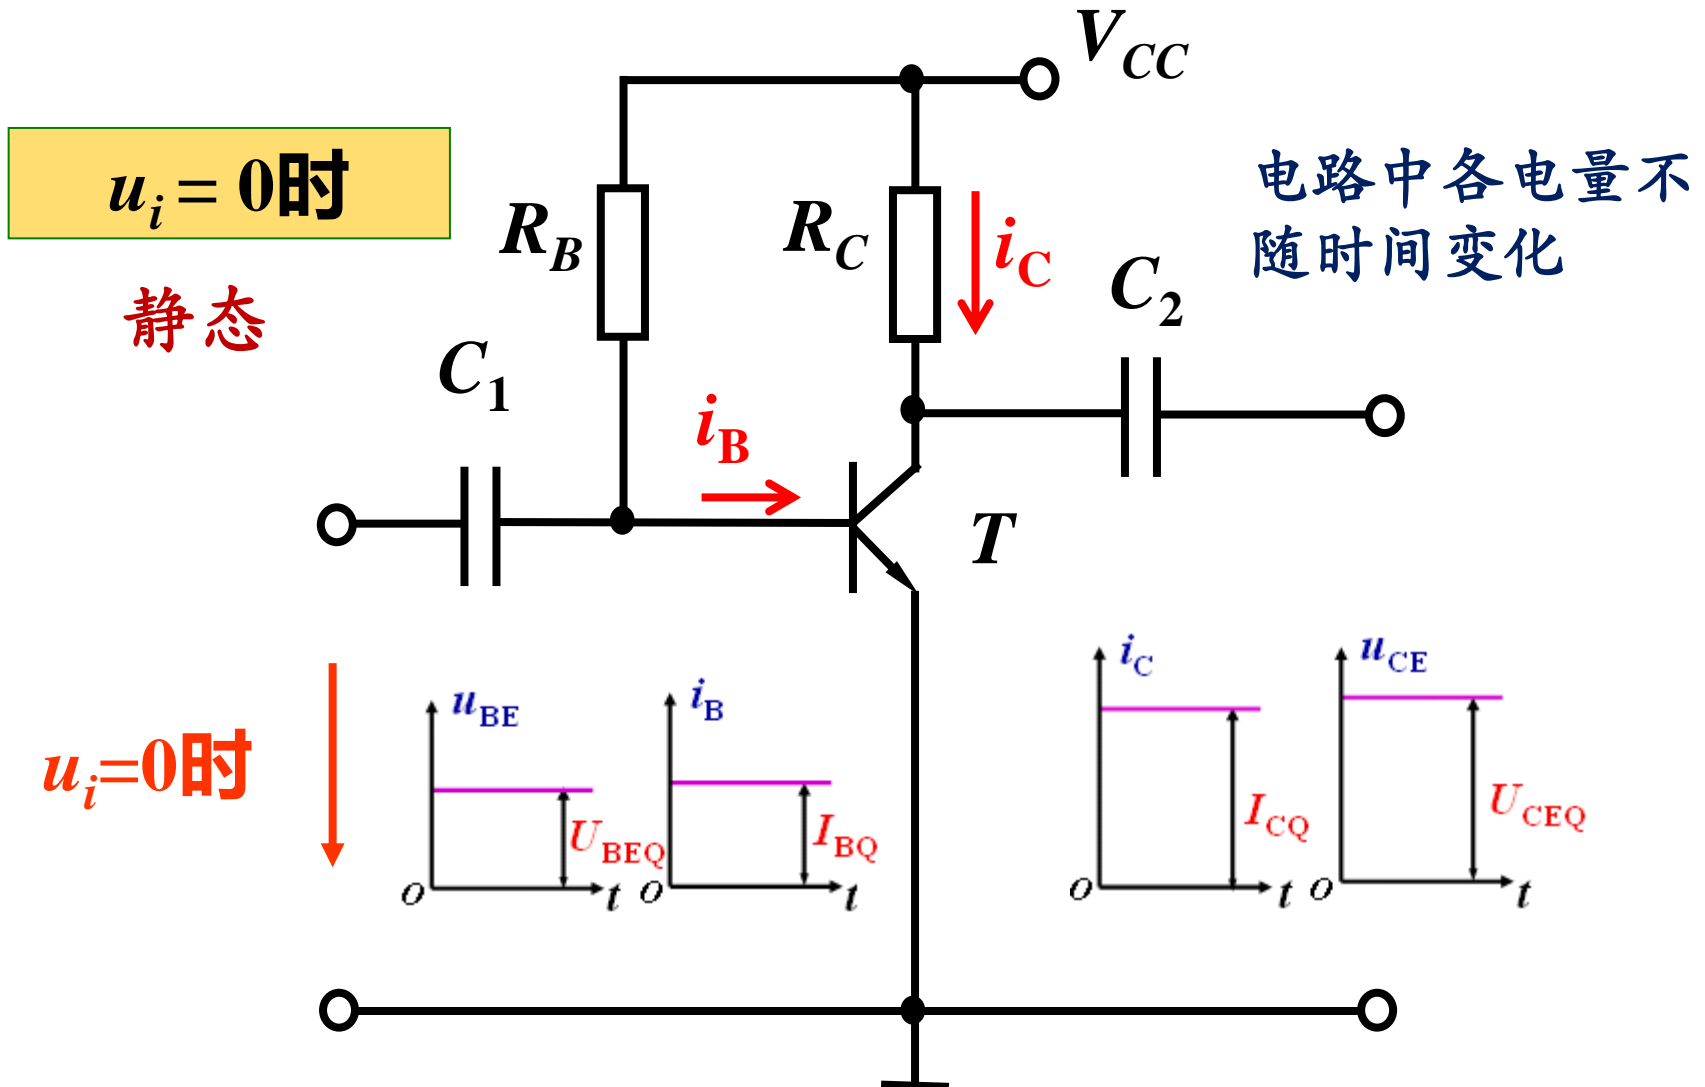 V_CC
u_i = 0时
电路中各电量不
随时间变化
R_B
R_C
i_C
静态
C_2
C_1
i_B
T
u_i=0时
u_BE
U_BEQ
O
t
i_B
I_BQ
O
t
i_C
I_CQ
O
t
u_CE
U_CEQ
O
t